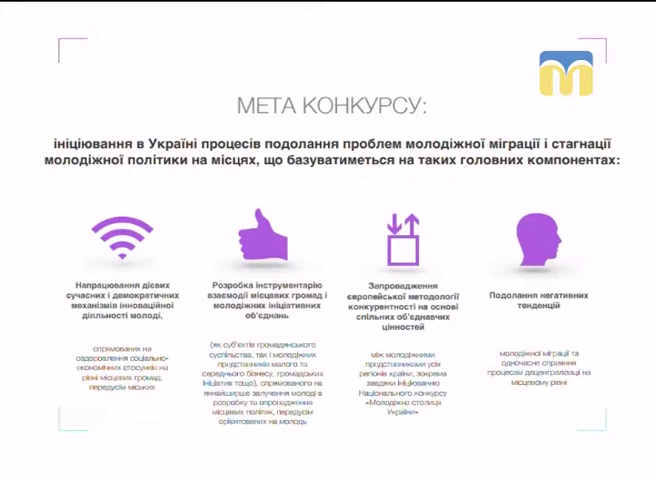 МЕТА КОНКУРСУ:
ініціювання в Україні процесів подолання проблем молодіжної міграції і стагнації
молодіжної політики на місцях, що базуватиметься на таких головних компонентах:
Напрацювання дієвих
сучасних і демократичних
механізмів інноваційної
діяльності молоді,
спрямованих на
оздоровлення соціально-
економічних стосунків на
рівні місцевих громад,
передусім міських
Розробка інструментарію
взаємодії місцевих громад і
молодіжних ініціативних
об'єднань
(як суб'єктів громадянського
суспільства, так і молодіжних
представників малого та
середнього бізнесу, громадських
ініціатив тощо), спрямованого на
якнайширше залучення молоді в
розробку та впровадження
місцевих політик, передусім
орієнтованих на молодь
Запровадження
європейської методології
конкурентності на основі
спільних об'єднавчих
цінностей
між молодіжними
представниками усіх
регіонів країни, зокрема
завдяки ініціюванню
Національного конкурсу
«Молодіжна столиця
України»
Подолання негативних
тенденцій
молодіжної міграції та
одночасне сприяння
процесам децентралізації на
місцевому рівні